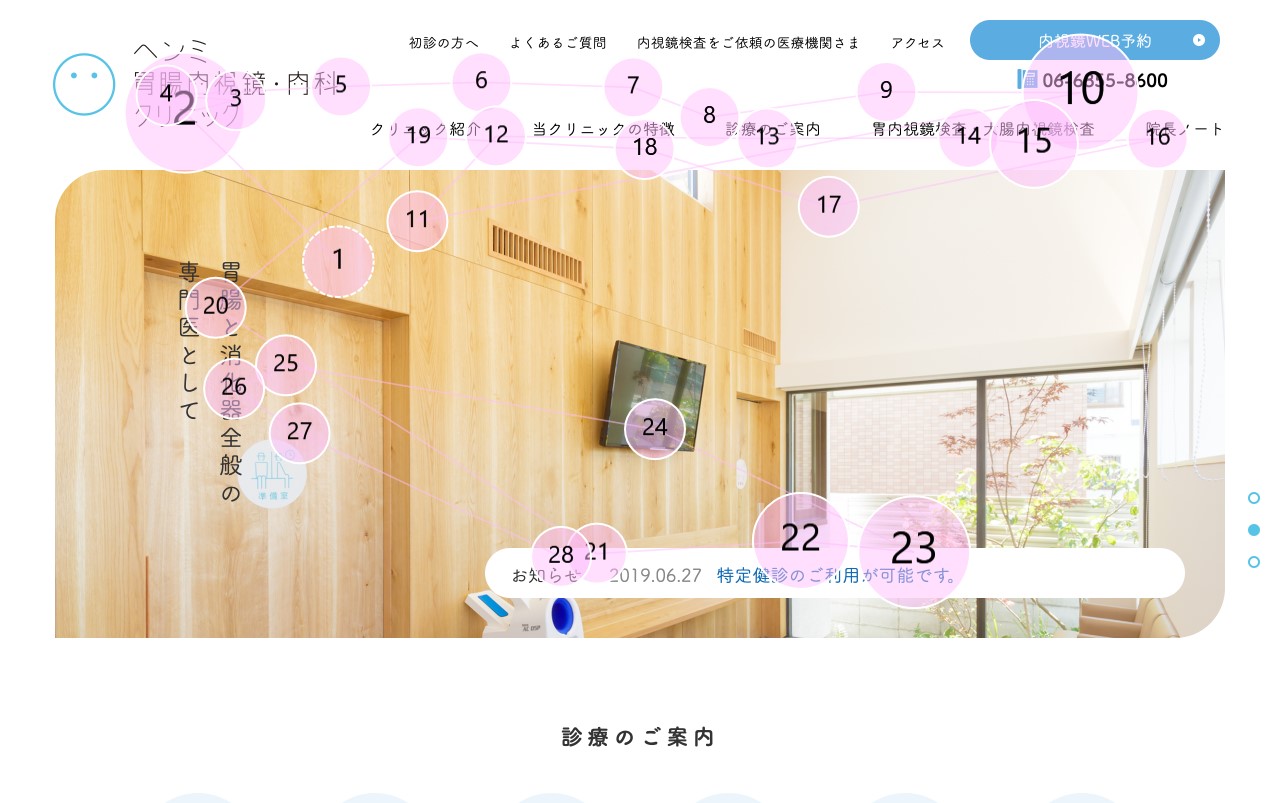 ヘンミ
胃腸内視鏡・内科
クリニック
初診の方へ
よくあるご質問
内視鏡検査をご依頼の医療機関さま
アクセス
内視鏡WEB予約
06-6855-8600
クリニック紹介
当クリニックの特徴
診療のご案内
胃内視鏡検査・大腸内視鏡検査
院長ノート
胃腸と消化器全般の
専門医として
準備室
お知らせ
2019.06.27 特定健診のご利用が可能です。
診療のご案内
1
2
3
4
5
6
7
8
9
10
11
12
13
14
15
16
17
18
19
20
21
22
23
24
25
26
27
28